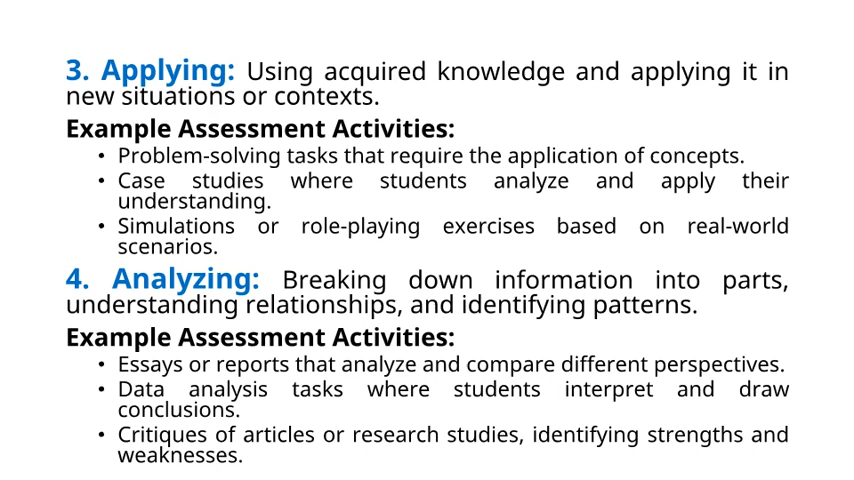 3. Applying: Using acquired knowledge and applying it in
new situations or contexts.
Example Assessment Activities:
• Problem-solving tasks that require the application of concepts.
• Case studies where students analyze and apply their
understanding.
• Simulations or role-playing exercises based on real-world
scenarios.
4. Analyzing: Breaking down information into parts,
understanding relationships, and identifying patterns.
Example Assessment Activities:
• Essays or reports that analyze and compare different perspectives.
• Data analysis tasks where students interpret and draw
conclusions.
• Critiques of articles or research studies, identifying strengths and
weaknesses.